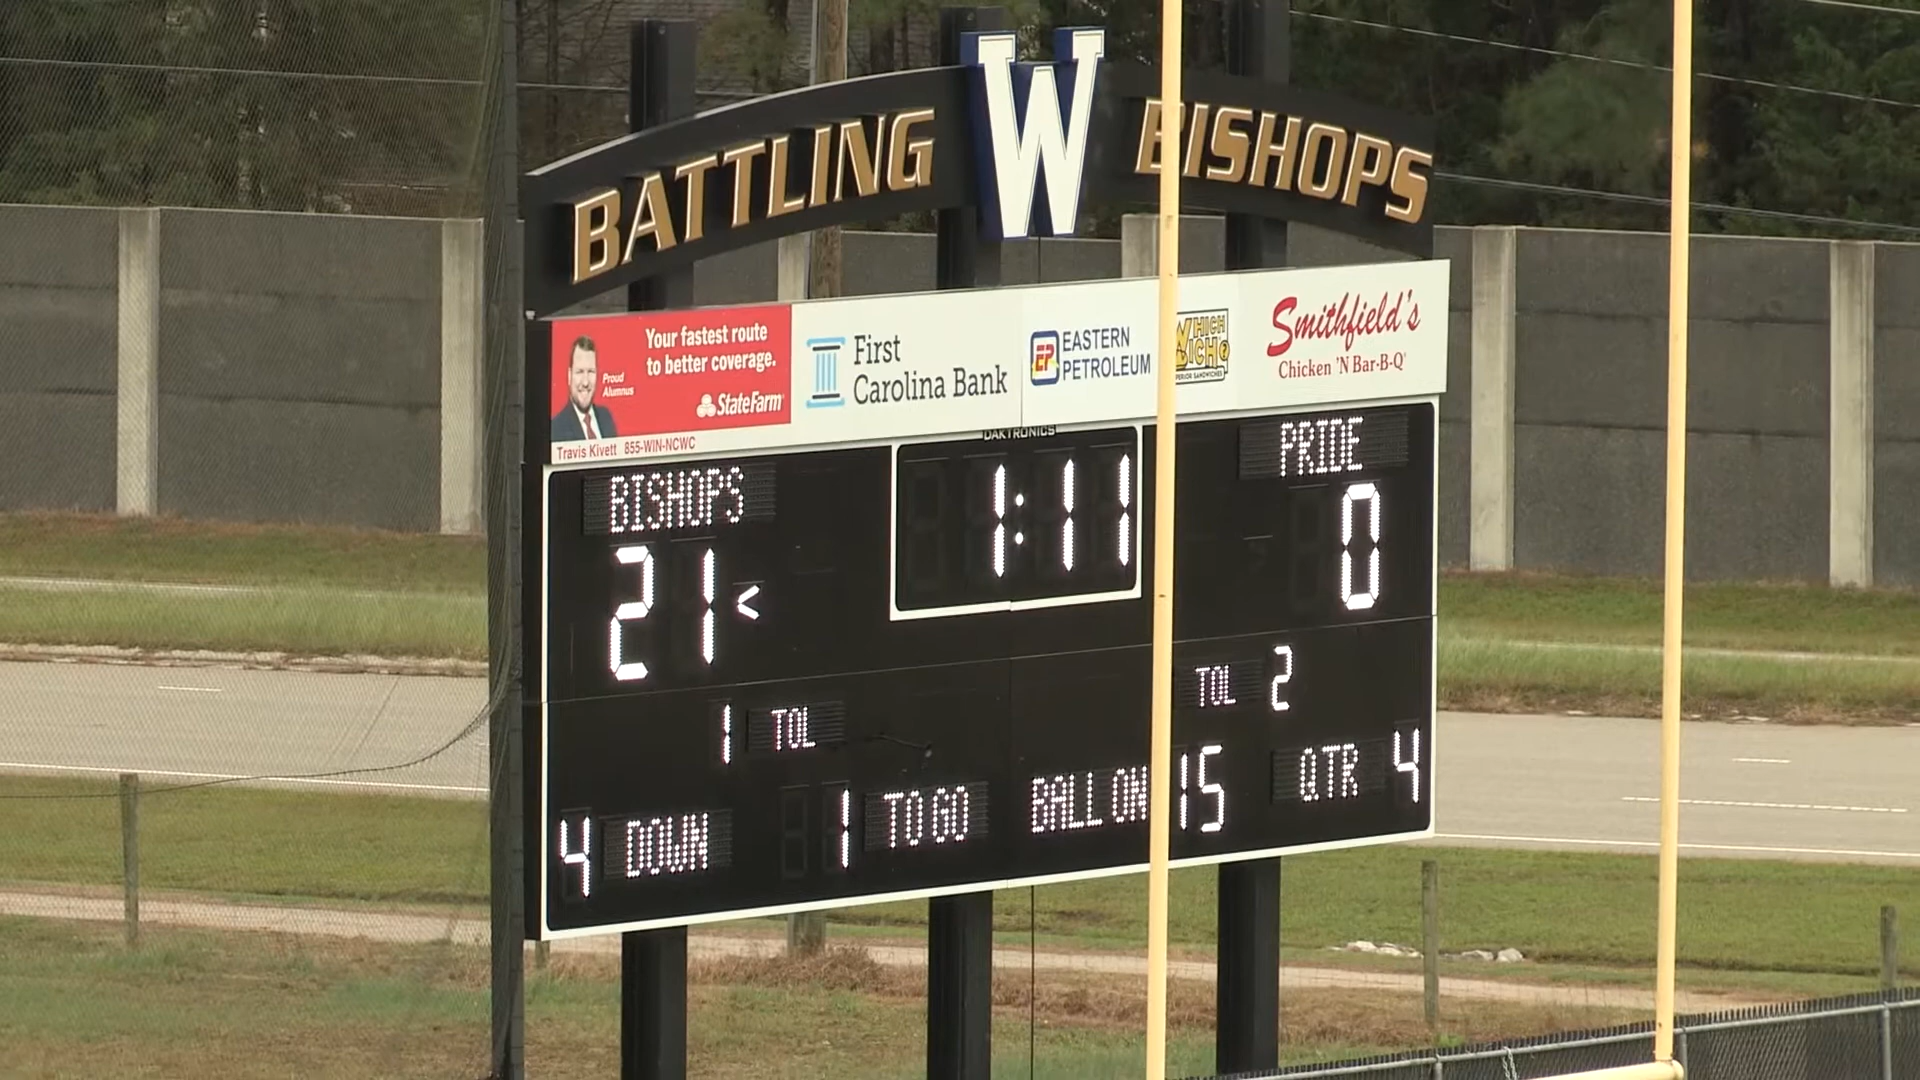 BATTLING W BISHOPS
Your fastest route
to better coverage.
Proud
Alumnus
StateFarm
Travis Kivett 855-WIN-NCWC
First
Carolina Bank
EP EASTERN
PETROLEUM
WHICH
WICH?
SUPERIOR SANDWICHES
Smithfield's
Chicken 'N Bar-B-Q
DAKTRONICS
BISHOPS
21 <
1:11
PRIDE
0
1 TOL
TOL 2
4 DOWN
1 TO GO
BALL ON 15
QTR 4